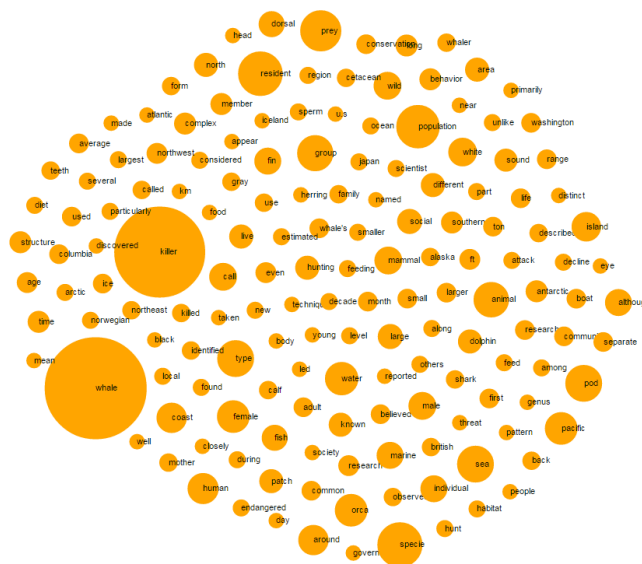 dorsal
prey
head
conservation
long
whaler
north
resident
region
cetacean
wild
behavior
area
form
member
primarily
made
atlantic
complex
iceland
sperm
u.s
ocean
population
near
unlike
washington
average
appear
largest
northwest
considered
fin
group
japan
scientist
white
sound
range
teeth
several
called
km
gray
use
herring
family
named
different
part
life
distinct
diet
used
particularly
food
live
estimated
whale's
smaller
social
southern
ton
described
island
structure
columbia
discovered
killer
call
even
hunting
feeding
mammal
alaska
ft
attack
decline
eye
age
arctic
ice
time
norwegian
northeast
killed
taken
new
technique
decade
month
small
larger
animal
antarctic
boat
althou
black
identified
type
body
young
level
large
along
dolphin
research
commun
separate
mean
whale
local
found
calf
led
water
reported
others
shark
feed
among
pod
coast
female
adult
known
believed
male
threat
first
genus
pattern
pacific
well
closely
during
fish
society
research
marine
british
sea
back
mother
human
patch
common
observe
individual
habitat
people
endangered
day
around
orca
govern
specie
hunt